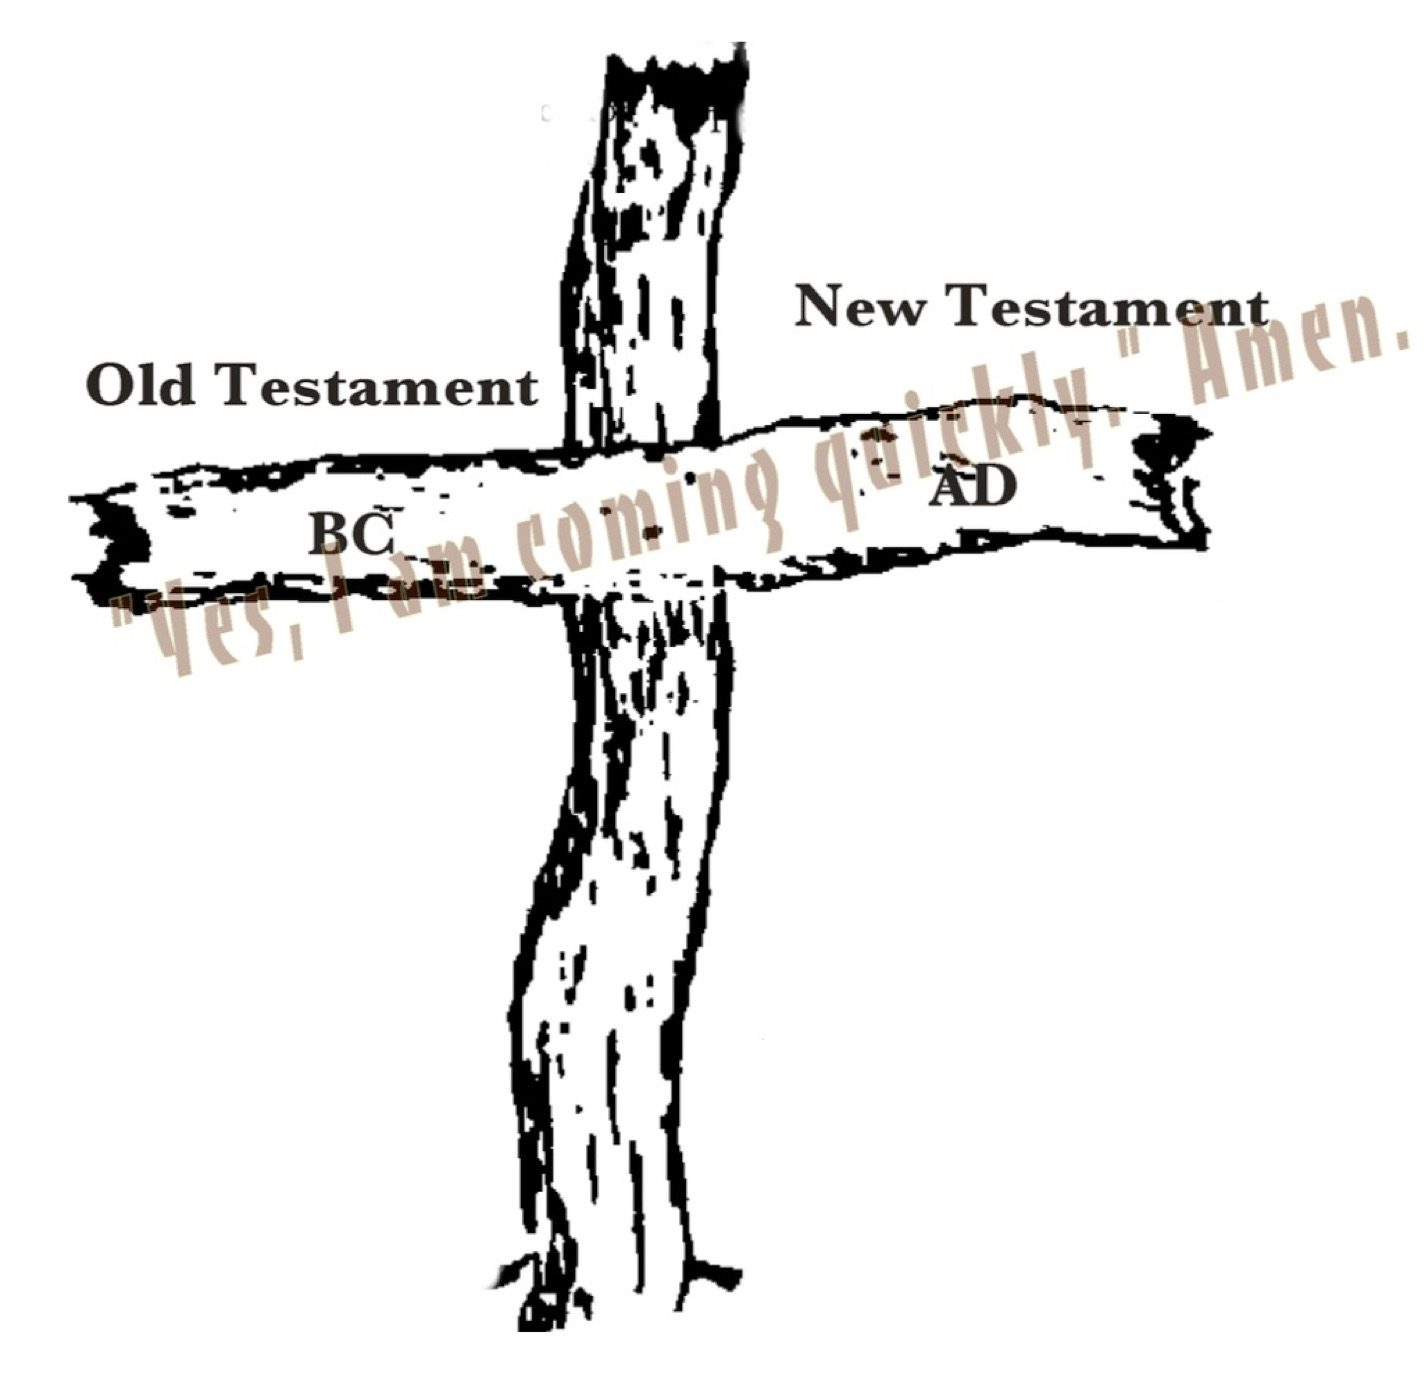 New Testament
Old Testament
"Yes, I am coming quickly." Amen.
BC
AD